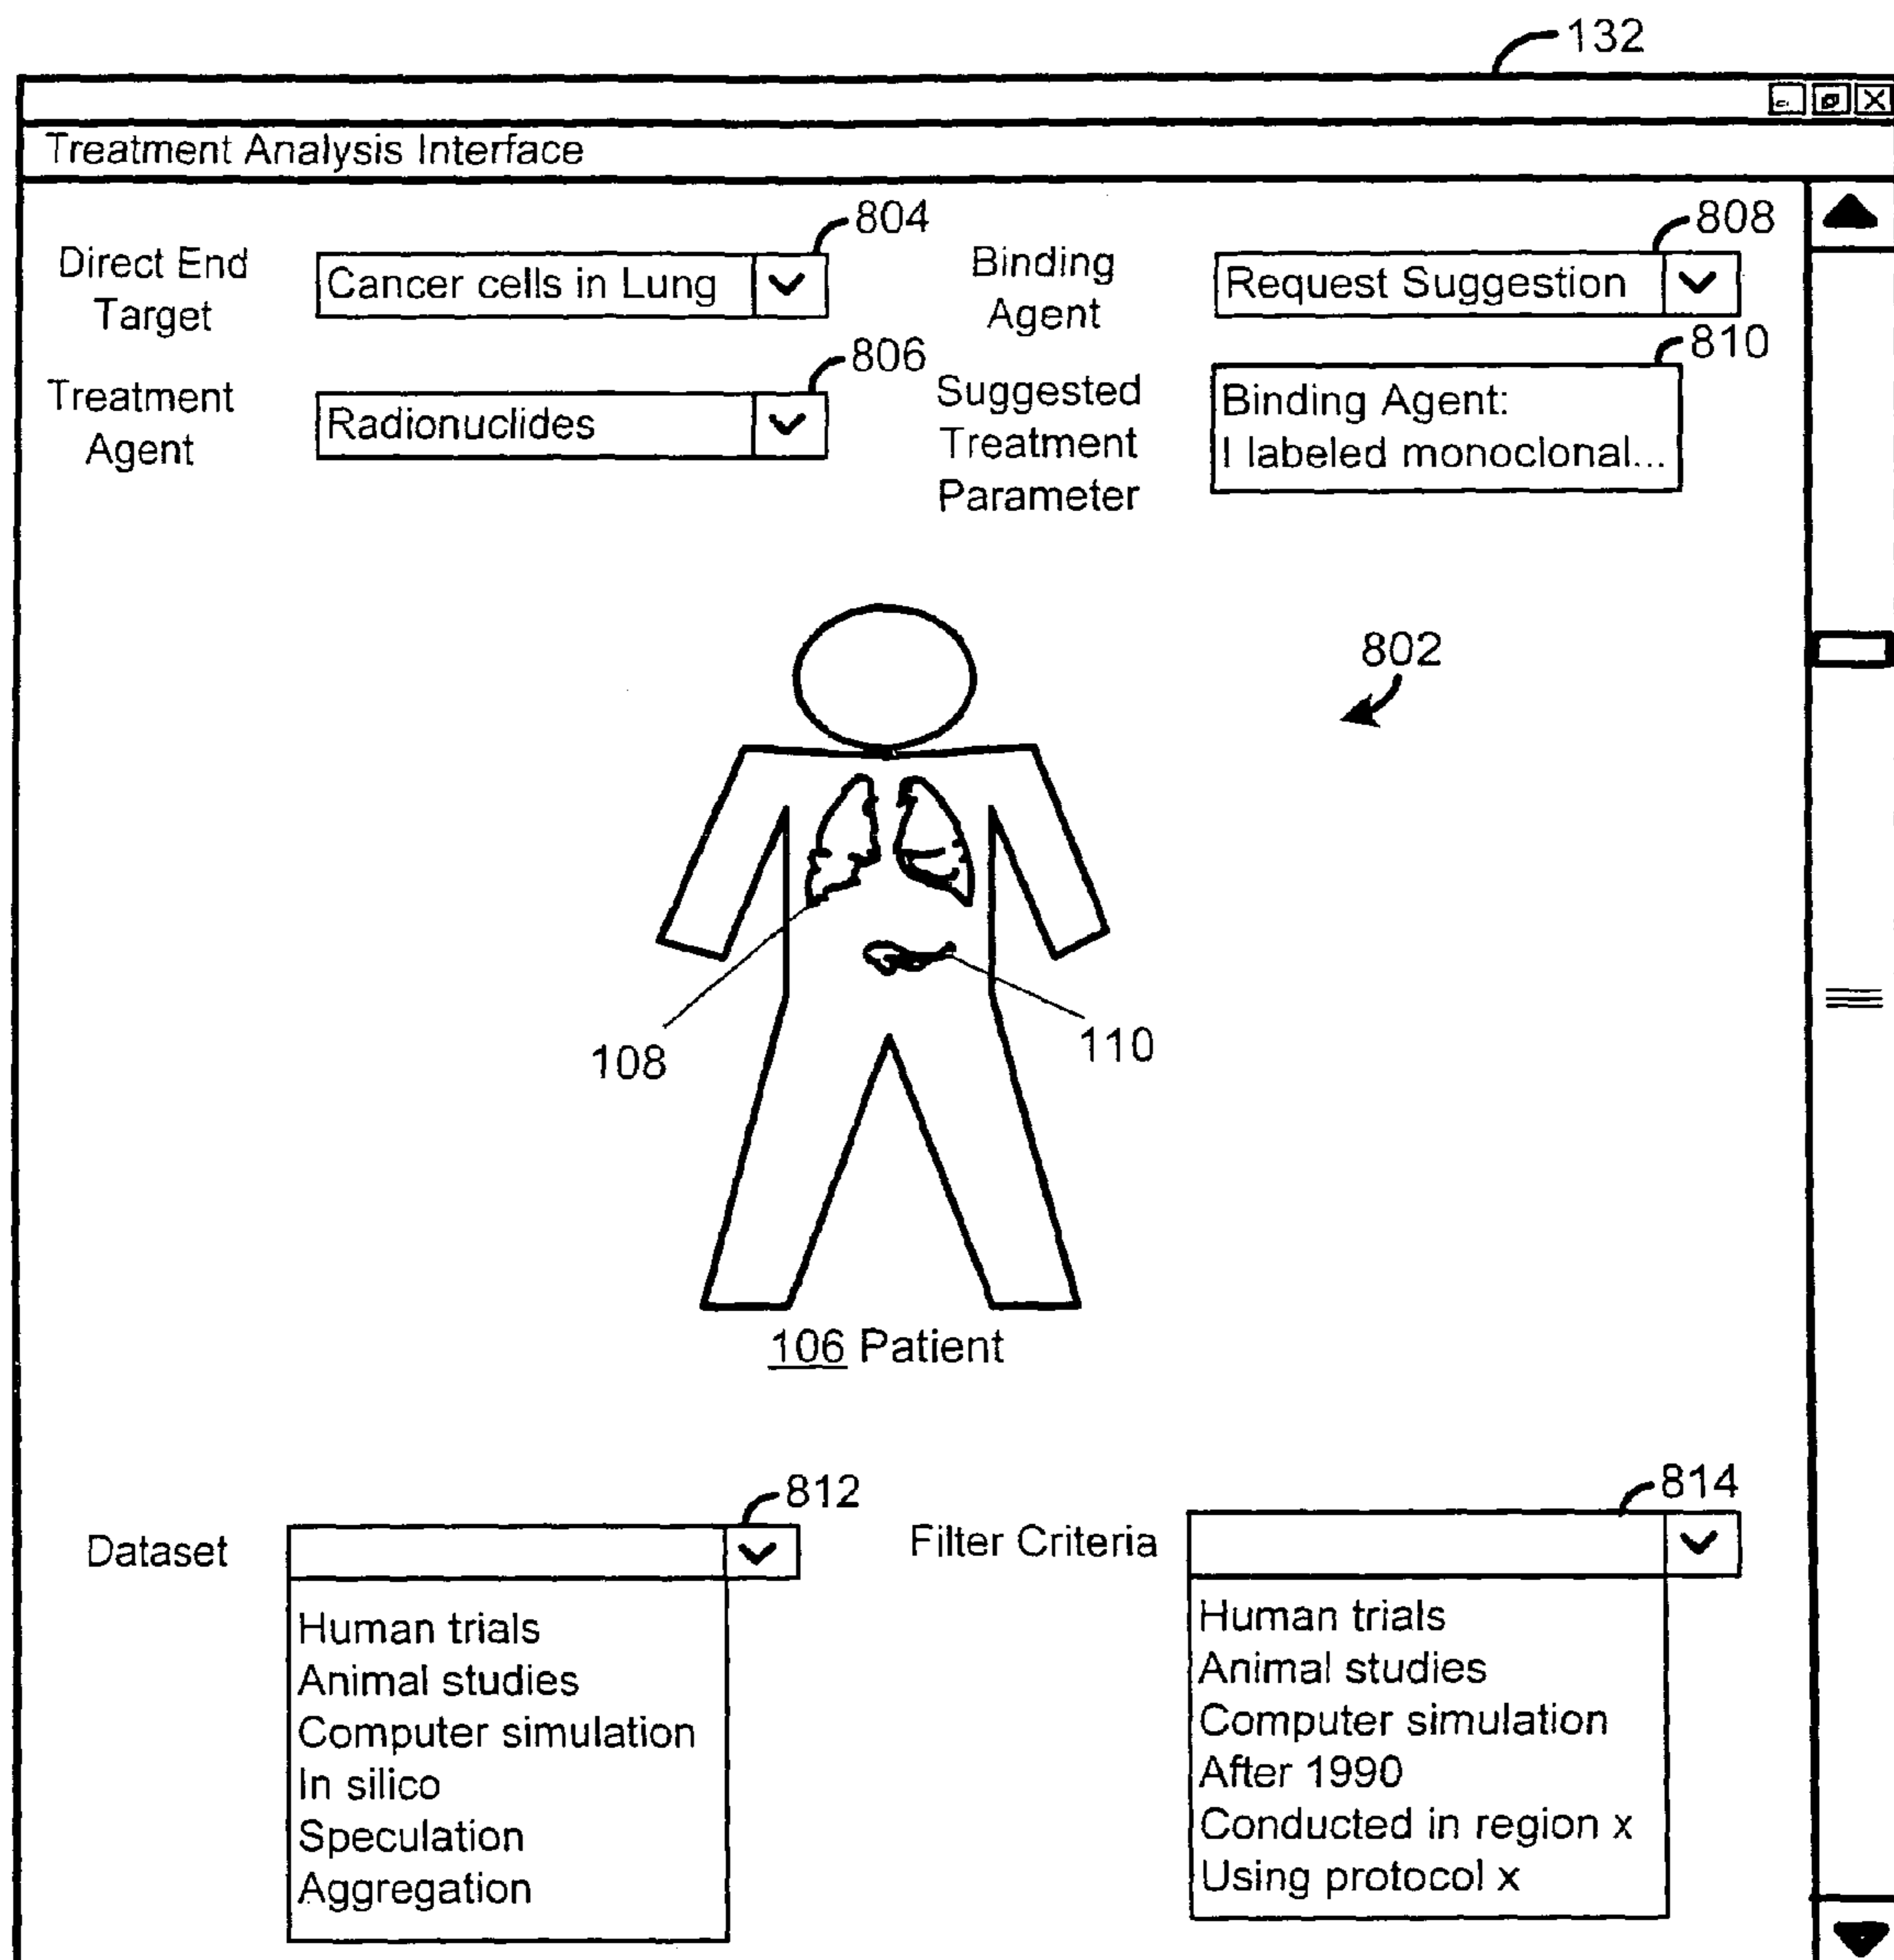 132
Treatment Analysis Interface
Direct End
Target
Cancer cells in Lung
804
Binding
Agent
Request Suggestion
808
Treatment
Agent
Radionuclides
806
Suggested
Treatment
Parameter
810
Binding Agent:
I labeled monoclonal...
802
108
110
106 Patient
Dataset
812
Human trials
Animal studies
Computer simulation
In silico
Speculation
Aggregation
Filter Criteria
814
Human trials
Animal studies
Computer simulation
After 1990
Conducted in region x
Using protocol x